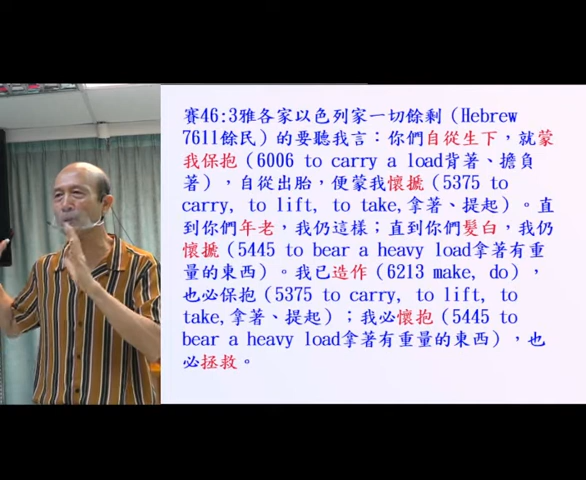 賽46:3雅各家以色列家一切餘剩（Hebrew
7611餘民）的要聽我言：你們自從生下，就蒙
我保抱（6006 to carry a load背著、擔負
著），自從出胎，便蒙我懷搋（5375 to
carry, to lift, to take,拿著、提起）。直
到你們年老，我仍這樣；直到你們髮白，我仍
懷搋（5445 to bear a heavy load拿著有重
量的東西）。我已造作（6213 make, do），
也必保抱（5375 to carry, to lift, to
take,拿著、提起）；我必懷抱（5445 to
bear a heavy load拿著有重量的東西），也
必拯救。